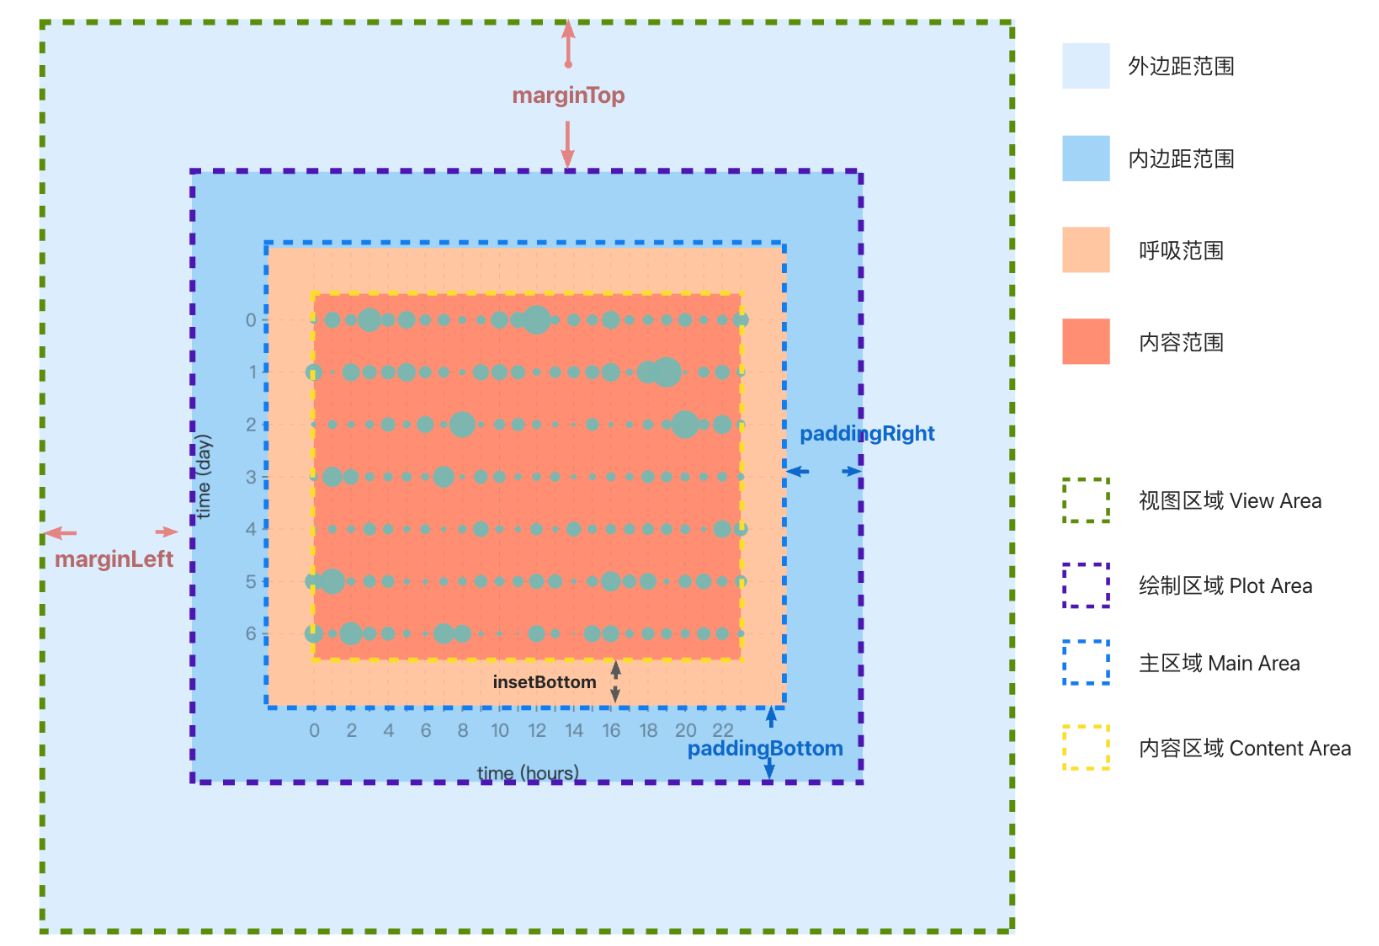 marginTop
marginLeft
paddingRight
insetBottom
paddingBottom
time (day)
0
1
2
3
4
5
6
0 2 4 6 8 10 12 14 16 18 20 22
time (hours)
外边距范围
内边距范围
呼吸范围
内容范围
视图区域 View Area
绘制区域 Plot Area
主区域 Main Area
内容区域 Content Area